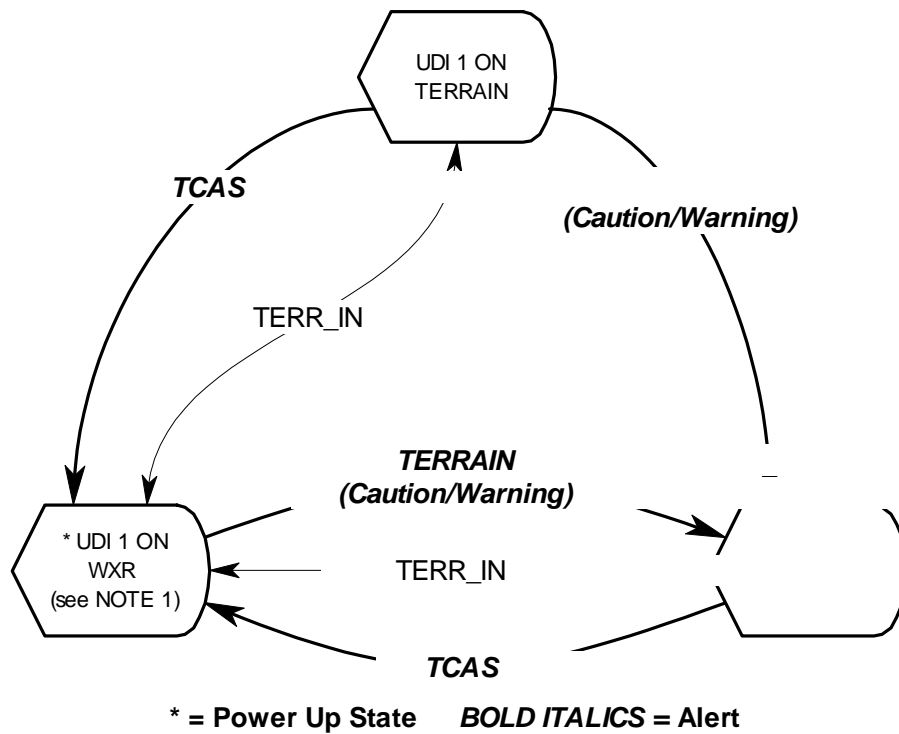 UDI 1 ON
TERRAIN
TCAS
(Caution/Warning)
TERR_IN
TERRAIN
(Caution/Warning)
* UDI 1 ON
WXR
(see NOTE 1)
TERR_IN
TCAS
* = Power Up State BOLD ITALICS = Alert